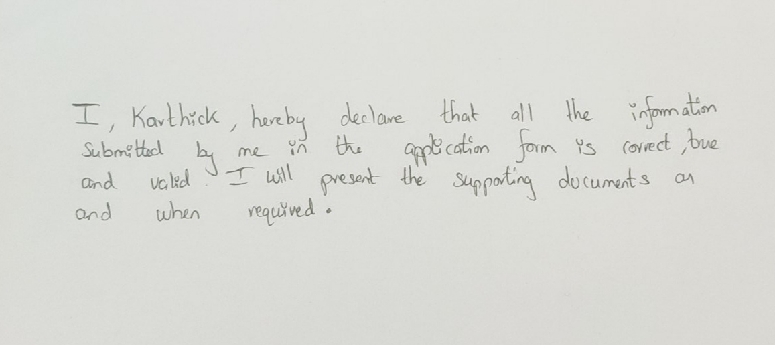 I, Karthick, hereby declare that all the information
Submitted by me in the application form is correct, true
and valid. I will present the supporting documents as
and when required.